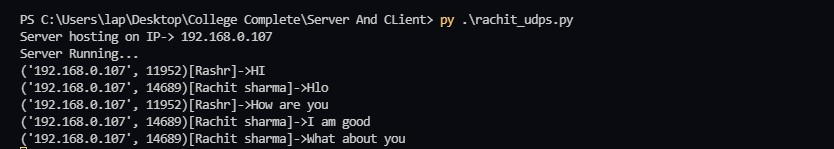 PS C:\Users\lap\Desktop\College Complete\Server And CLient> py .\rachit_udps.py
Server hosting on IP-> 192.168.0.107
Server Running...
('192.168.0.107', 11952)[Rashr]->HI
('192.168.0.107', 14689)[Rachit sharma]->Hlo
('192.168.0.107', 11952)[Rashr]->How are you
('192.168.0.107', 14689)[Rachit sharma]->I am good
('192.168.0.107', 14689)[Rachit sharma]->What about you